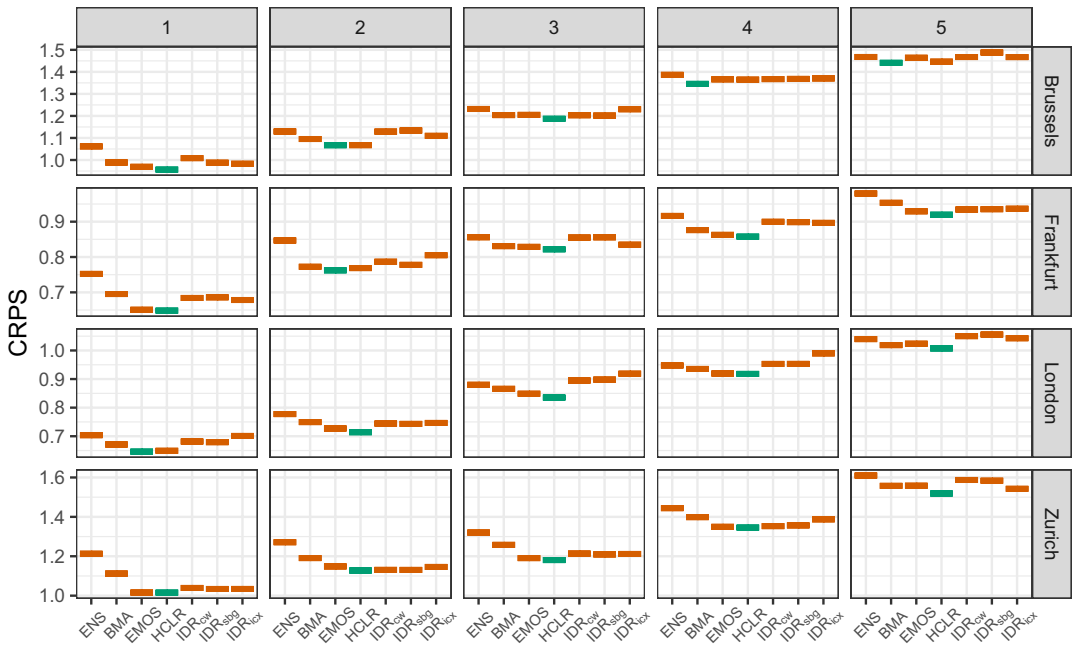 1 2 3 4 5
CRPS
1.5
1.4
1.3
1.2
1.1
1.0
Brussels
0.9
0.8
0.7
Frankfurt
1.0
0.9
0.8
0.7
London
1.6
1.4
1.2
1.0
Zurich
ENS BMA EMOS HCLR IDRcw IDRsbg IDRicx ENS BMA EMOS HCLR IDRcw IDRsbg IDRicx ENS BMA EMOS HCLR IDRcw IDRsbg IDRicx ENS BMA EMOS HCLR IDRcw IDRsbg IDRicx ENS BMA EMOS HCLR IDRcw IDRsbg IDRicx